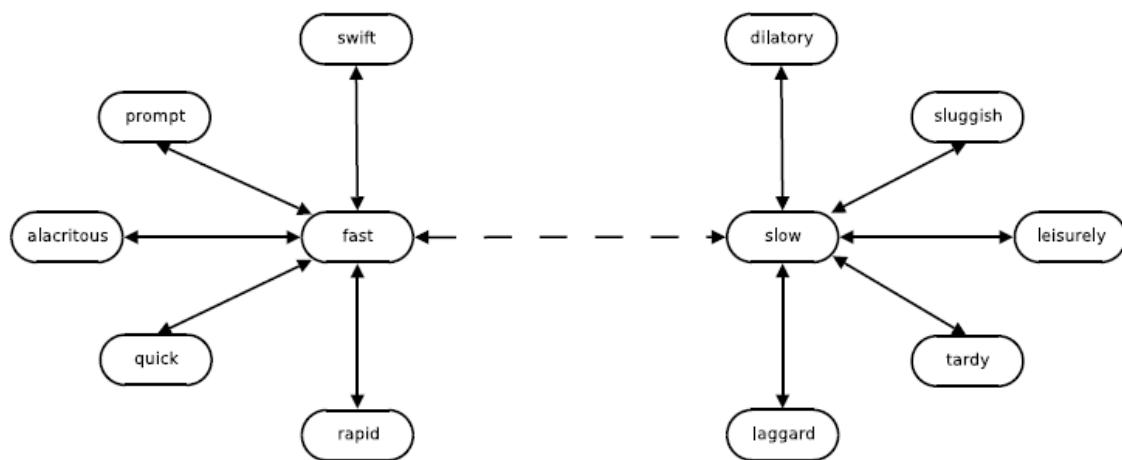 swift
dilatory
prompt
sluggish
alacritous
fast
slow
leisurely
quick
tardy
rapid
laggard